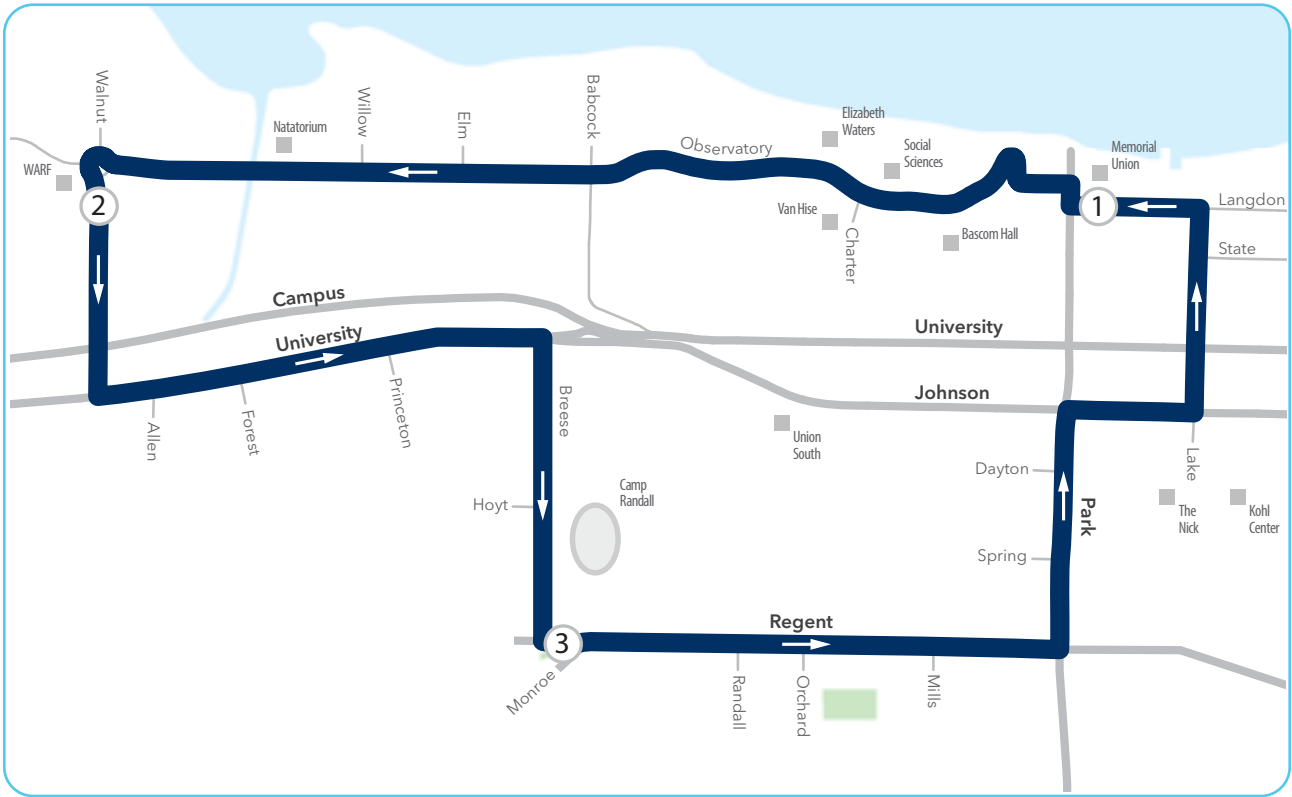 Walnut
WARF
Natatorium
Willow
Elm
Babcock
Observatory
Elizabeth
Waters
Social
Sciences
Memorial
Union
2
1
Langdon
Van Hise
Charter
Bascom Hall
State
Campus
University
University
Johnson
Allen
Forest
Princeton
Breese
Union
South
Lake
Dayton
Hoyt
Camp
Randall
Park
The
Nick
Kohl
Center
Spring
3
Regent
Monroe
Randall
Orchard
Mills